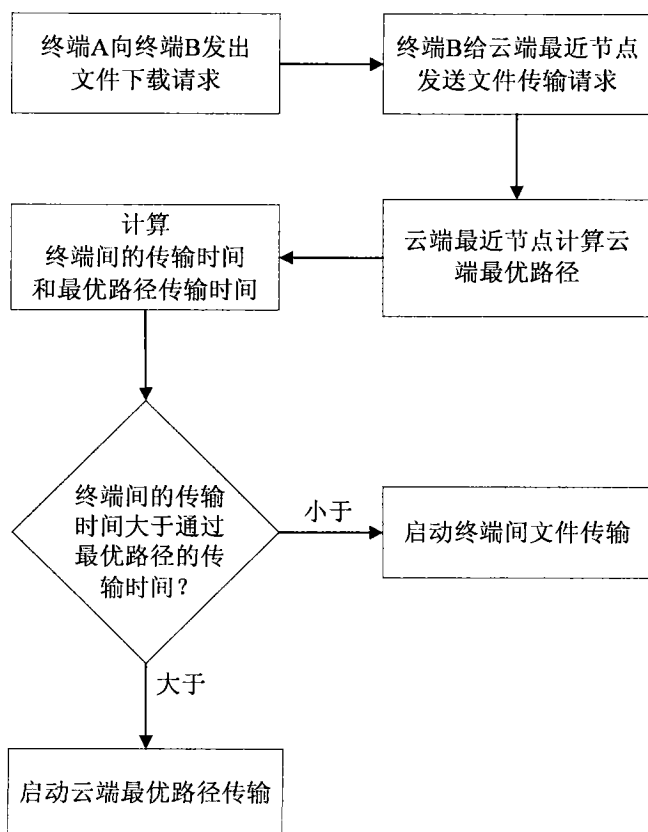 终端A向终端B发出
文件下载请求
终端B给云端最近节点
发送文件传输请求
云端最近节点计算云
端最优路径
计算
终端间的传输时间
和最优路径传输时间
终端间的传输
时间大于通过
最优路径的传
输时间？
小于
启动终端间文件传输
大于
启动云端最优路径传输